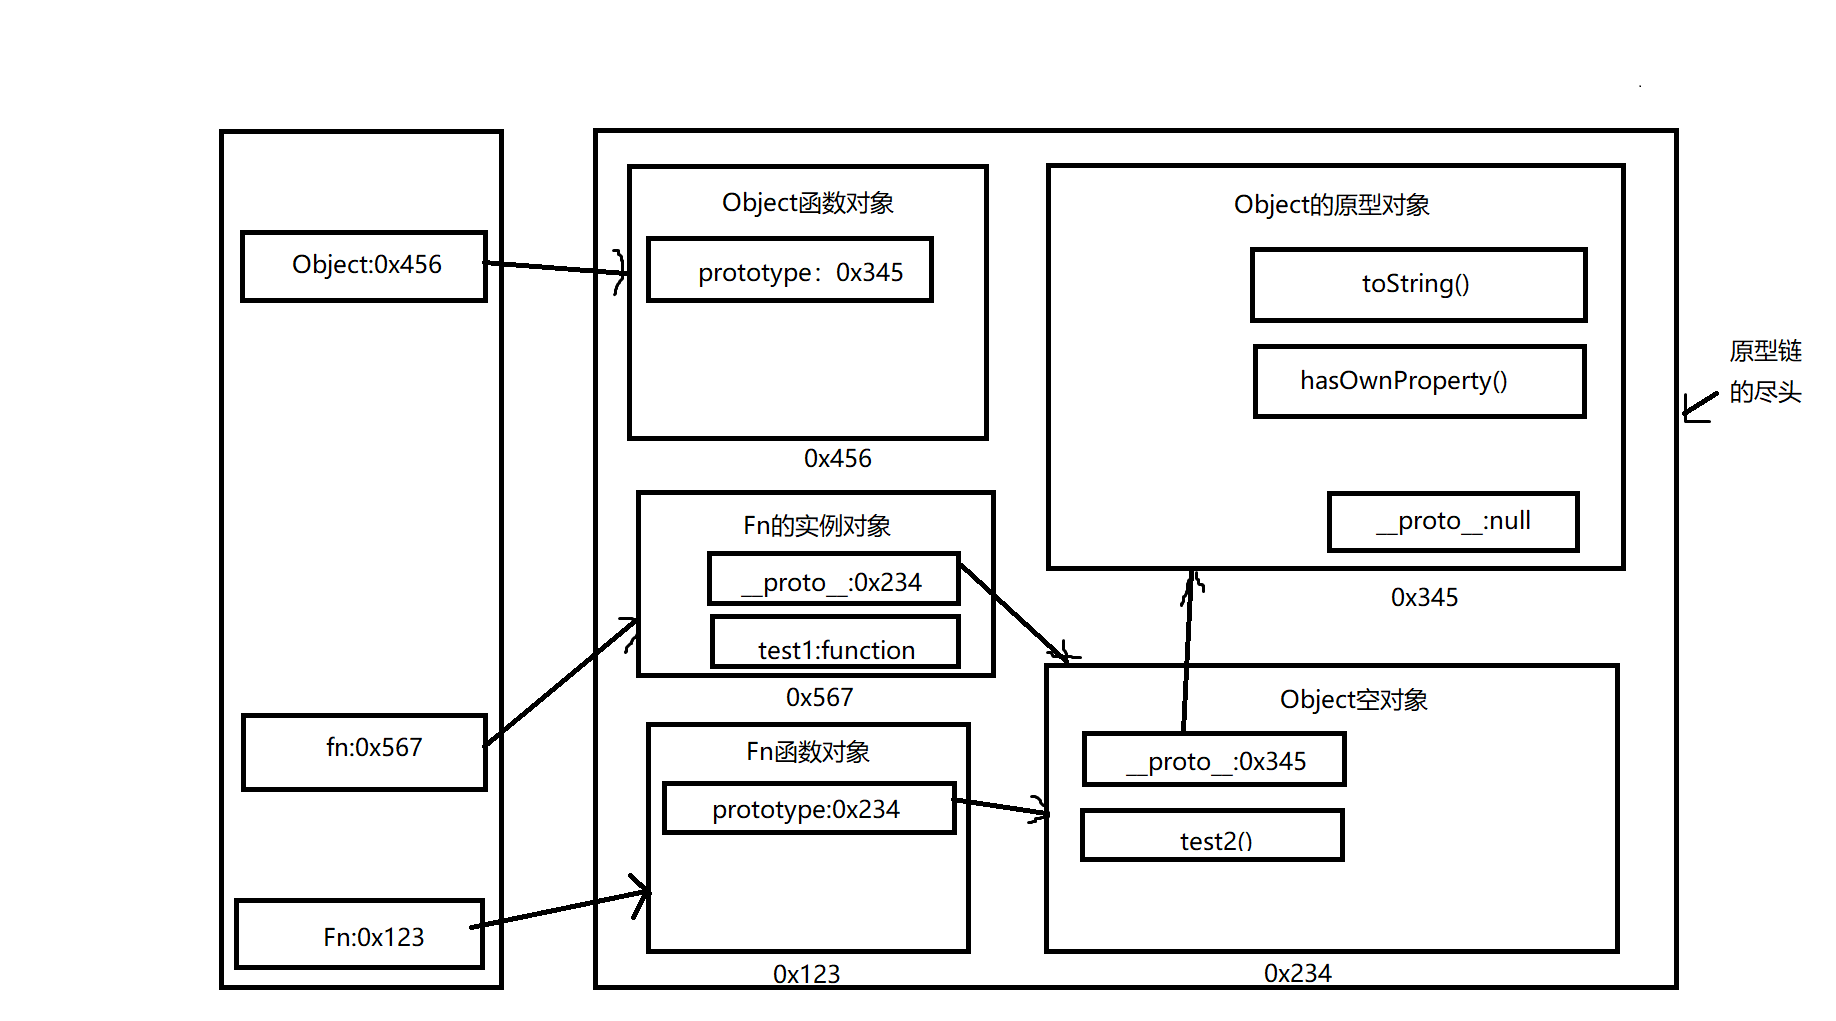 Object:0x456
fn:0x567
Fn:0x123
Object函数对象
prototype：0x345
0x456
Fn的实例对象
__proto__:0x234
test1:function
0x567
Fn函数对象
prototype:0x234
0x123
Object的原型对象
toString()
hasOwnProperty()
__proto__:null
0x345
Object空对象
__proto__:0x345
test2()
0x234
原型链
的尽头